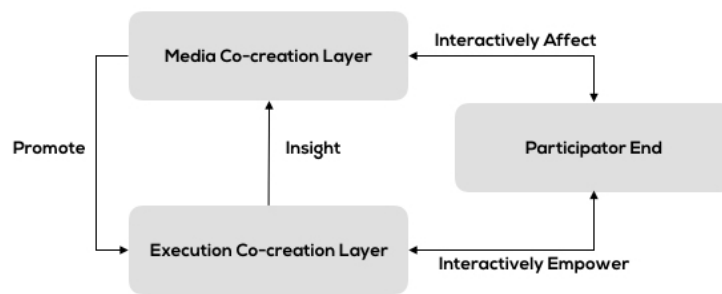 Interactively Affect
Media Co-creation Layer
Promote
Insight
Participator End
Execution Co-creation Layer
Interactively Empower